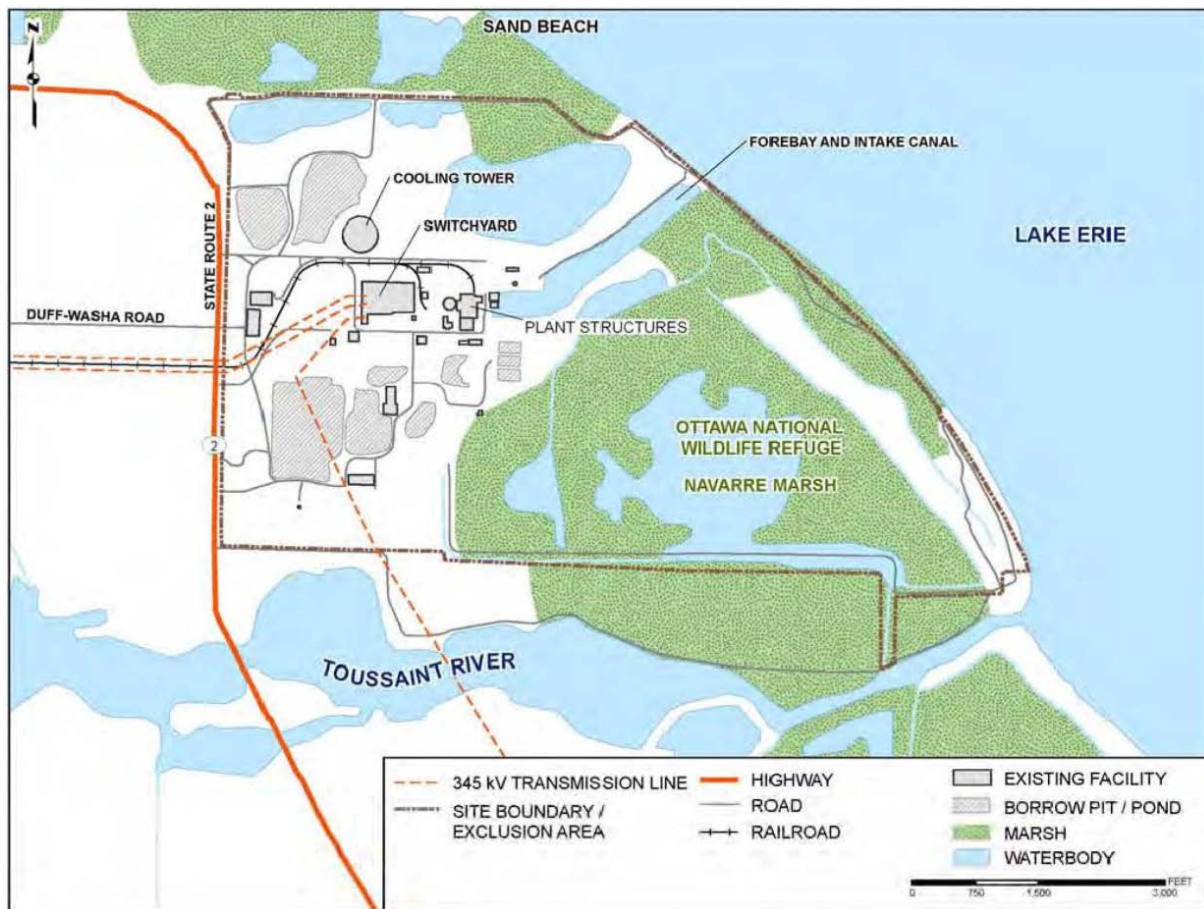 SAND BEACH
N
FOREBAY AND INTAKE CANAL
COOLING TOWER
LAKE ERIE
STATE ROUTE 2
SWITCHYARD
DUFF-WASHA ROAD
PLANT STRUCTURES
2
OTTAWA NATIONAL
WILDLIFE REFUGE
NAVARRE MARSH
TOUSSAINT RIVER
345 kV TRANSMISSION LINE
SITE BOUNDARY /
EXCLUSION AREA
HIGHWAY
ROAD
RAILROAD
EXISTING FACILITY
BORROW PIT / POND
MARSH
WATERBODY
FEET
0 750 1,500 3,000